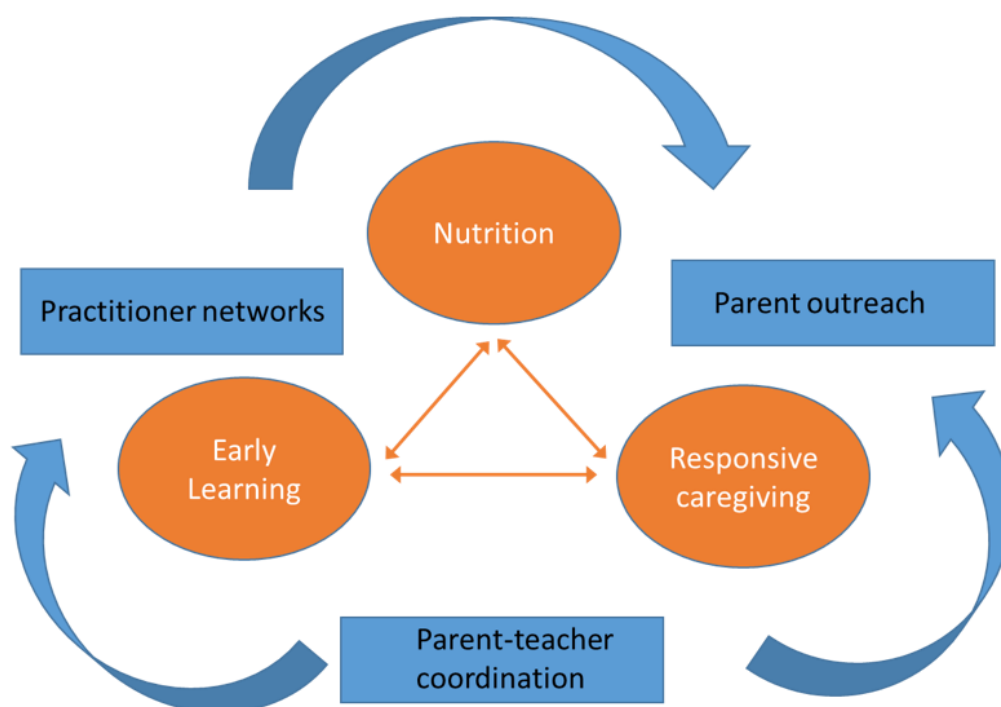 Nutrition
Practitioner networks
Parent outreach
Early
Learning
Responsive
caregiving
Parent-teacher
coordination